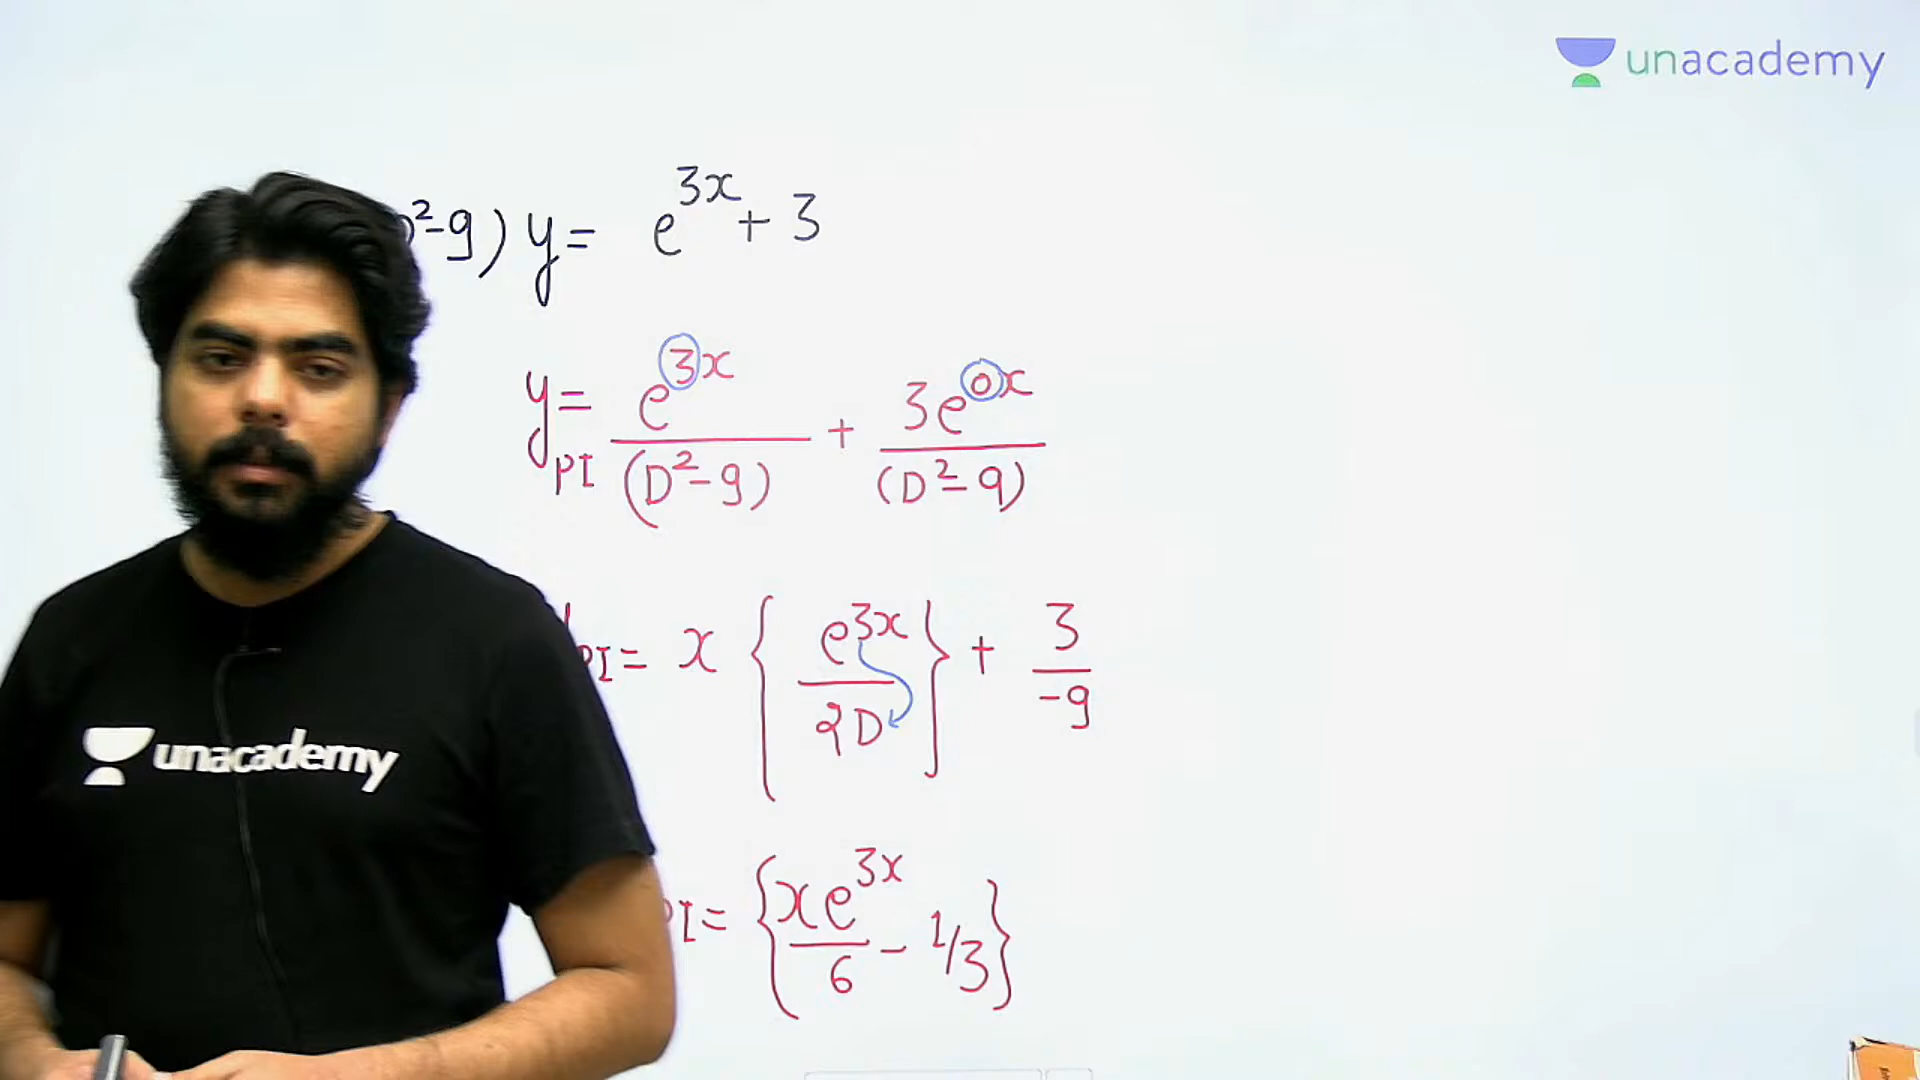 unacademy
D²-9) y = e^{3x} + 3
y_{PI} = e^{3x}/(D²-9) + 3e^{0x}/(D²-9)
PI = x { e^{3x}/2D } + 3/-9
PI = { xe^{3x}/6 - 1/3 }
unacademy